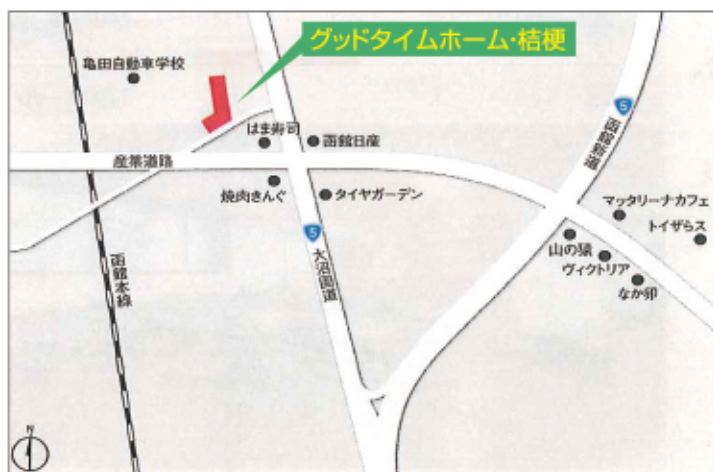 グッドタイムホーム・桔梗
亀田自動車学校
はま寿司
函館日産
産業道路
焼肉きんぐ
タイヤガーデン
5
函館新道
マッタリーナカフェ
トイザらス
山の猿
ヴィクトリア
なか卯
5
大沼国道
函館本線
N